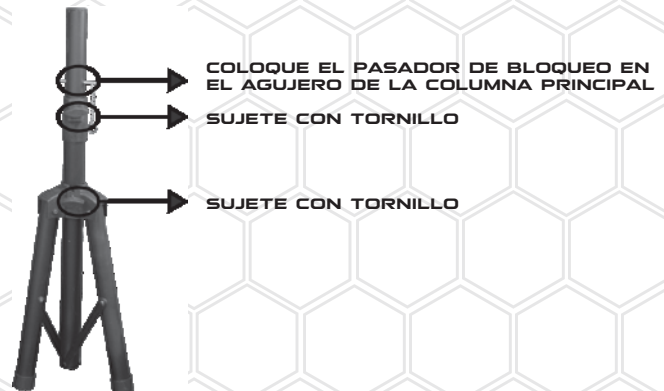 COLOQUE EL PASADOR DE BLOQUEO EN
EL AGUJERO DE LA COLUMNA PRINCIPAL
SUJETE CON TORNILLO
SUJETE CON TORNILLO